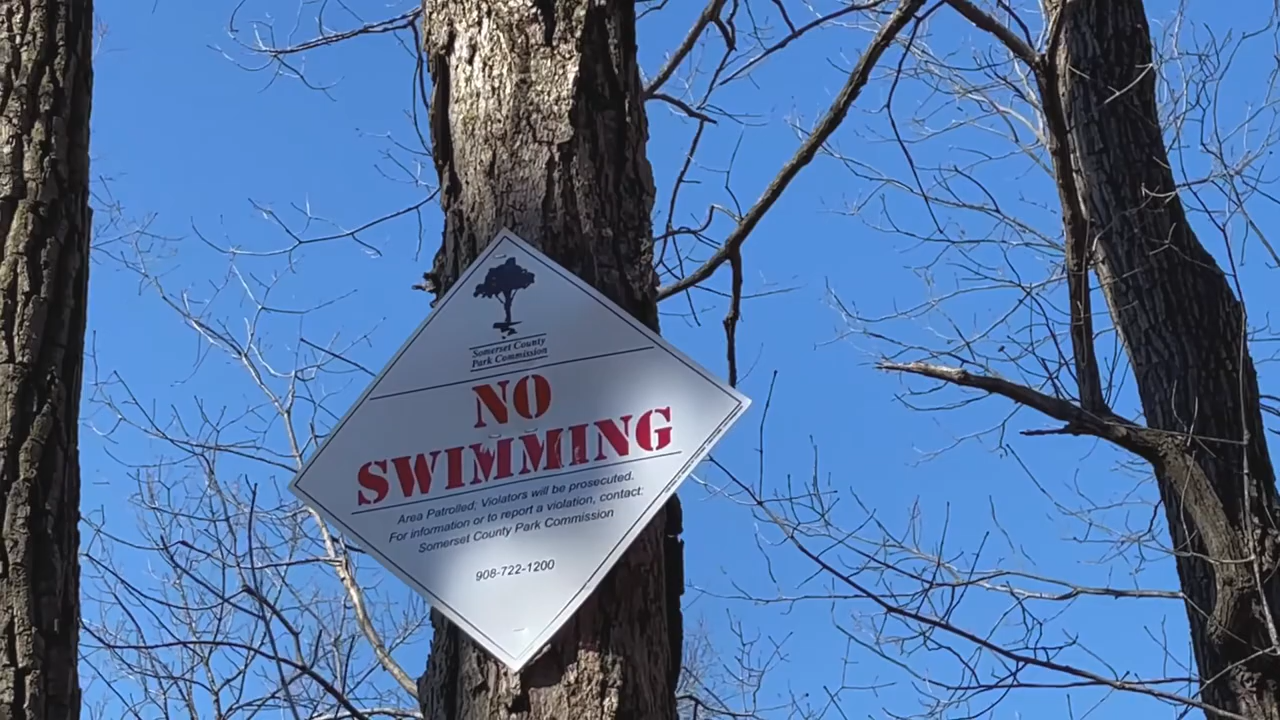 Somerset County
Park Commission
NO
SWIMMING
Area Patrolled, Violators will be prosecuted.
For information or to report a violation, contact:
Somerset County Park Commission
908-722-1200